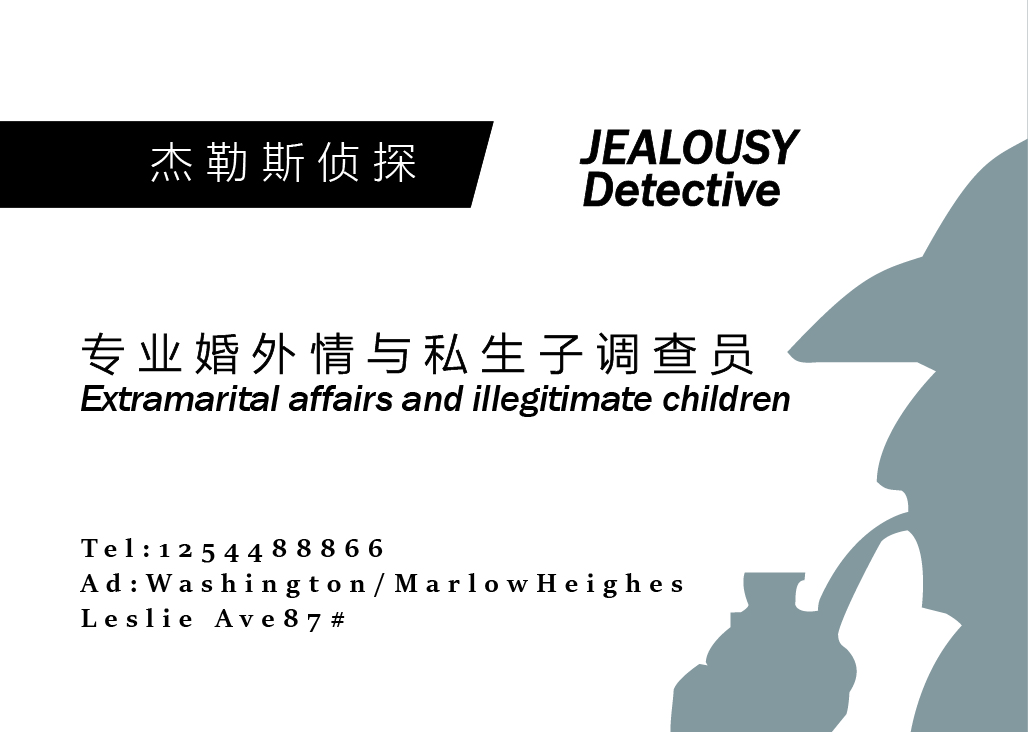 杰勒斯侦探
JEALOUSY
Detective
专业婚外情与私生子调查员
Extramarital affairs and illegitimate children
Tel:1254488866
Ad:Washington/MarlowHeighes
Leslie Ave87#